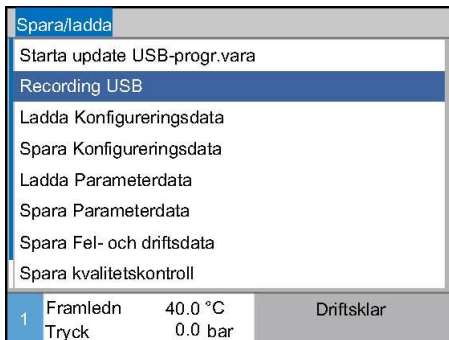 Spara/ladda
Starta update USB-progr.vara
Recording USB
Ladda Konfigureringsdata
Spara Konfigureringsdata
Ladda Parameterdata
Spara Parameterdata
Spara Fel- och driftsdata
Spara kvalitetskontroll
1 Framledn 40.0 °C Driftsklar
Tryck 0.0 bar